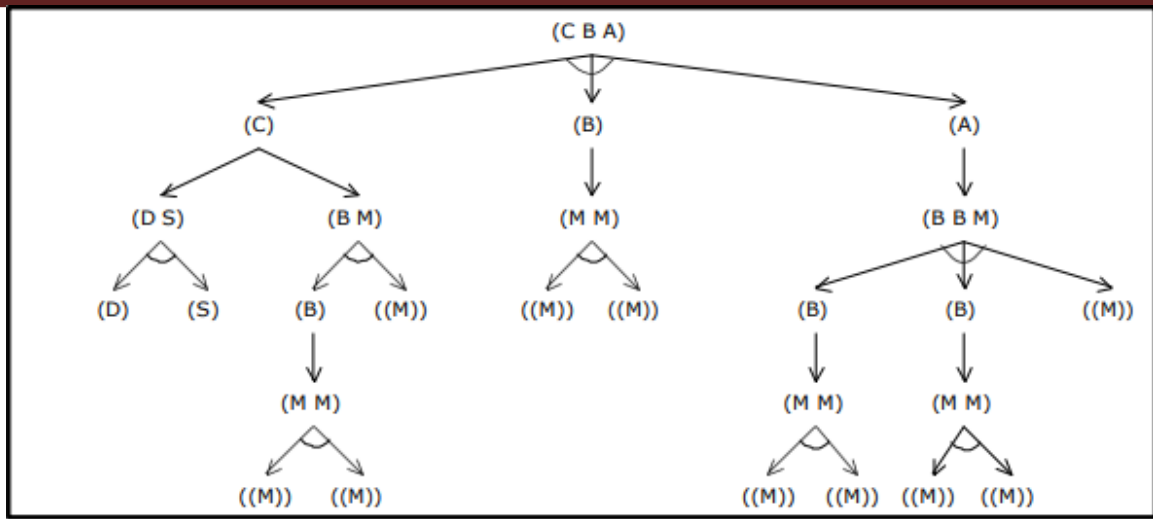 (C B A)
(C) (B) (A)
(D S) (B M) (M M) (B B M)
(D) (S) (B) ((M)) ((M)) ((M)) (B) (B) ((M))
(M M) (M M) (M M)
((M)) ((M)) ((M)) ((M)) ((M)) ((M))